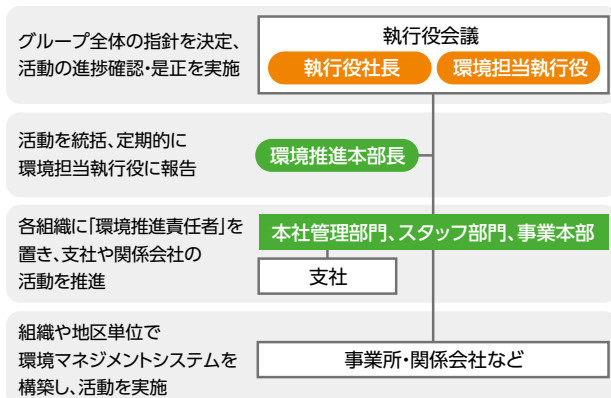 グループ全体の指針を決定、
活動の進捗確認・是正を実施
執行役会議
執行役社長
環境担当執行役
活動を統括、定期的に
環境担当執行役に報告
環境推進本部長
各組織に「環境推進責任者」を
置き、支社や関係会社の
活動を推進
本社管理部門、スタッフ部門、事業本部
支社
組織や地区単位で
環境マネジメントシステムを
構築し、活動を実施
事業所・関係会社など